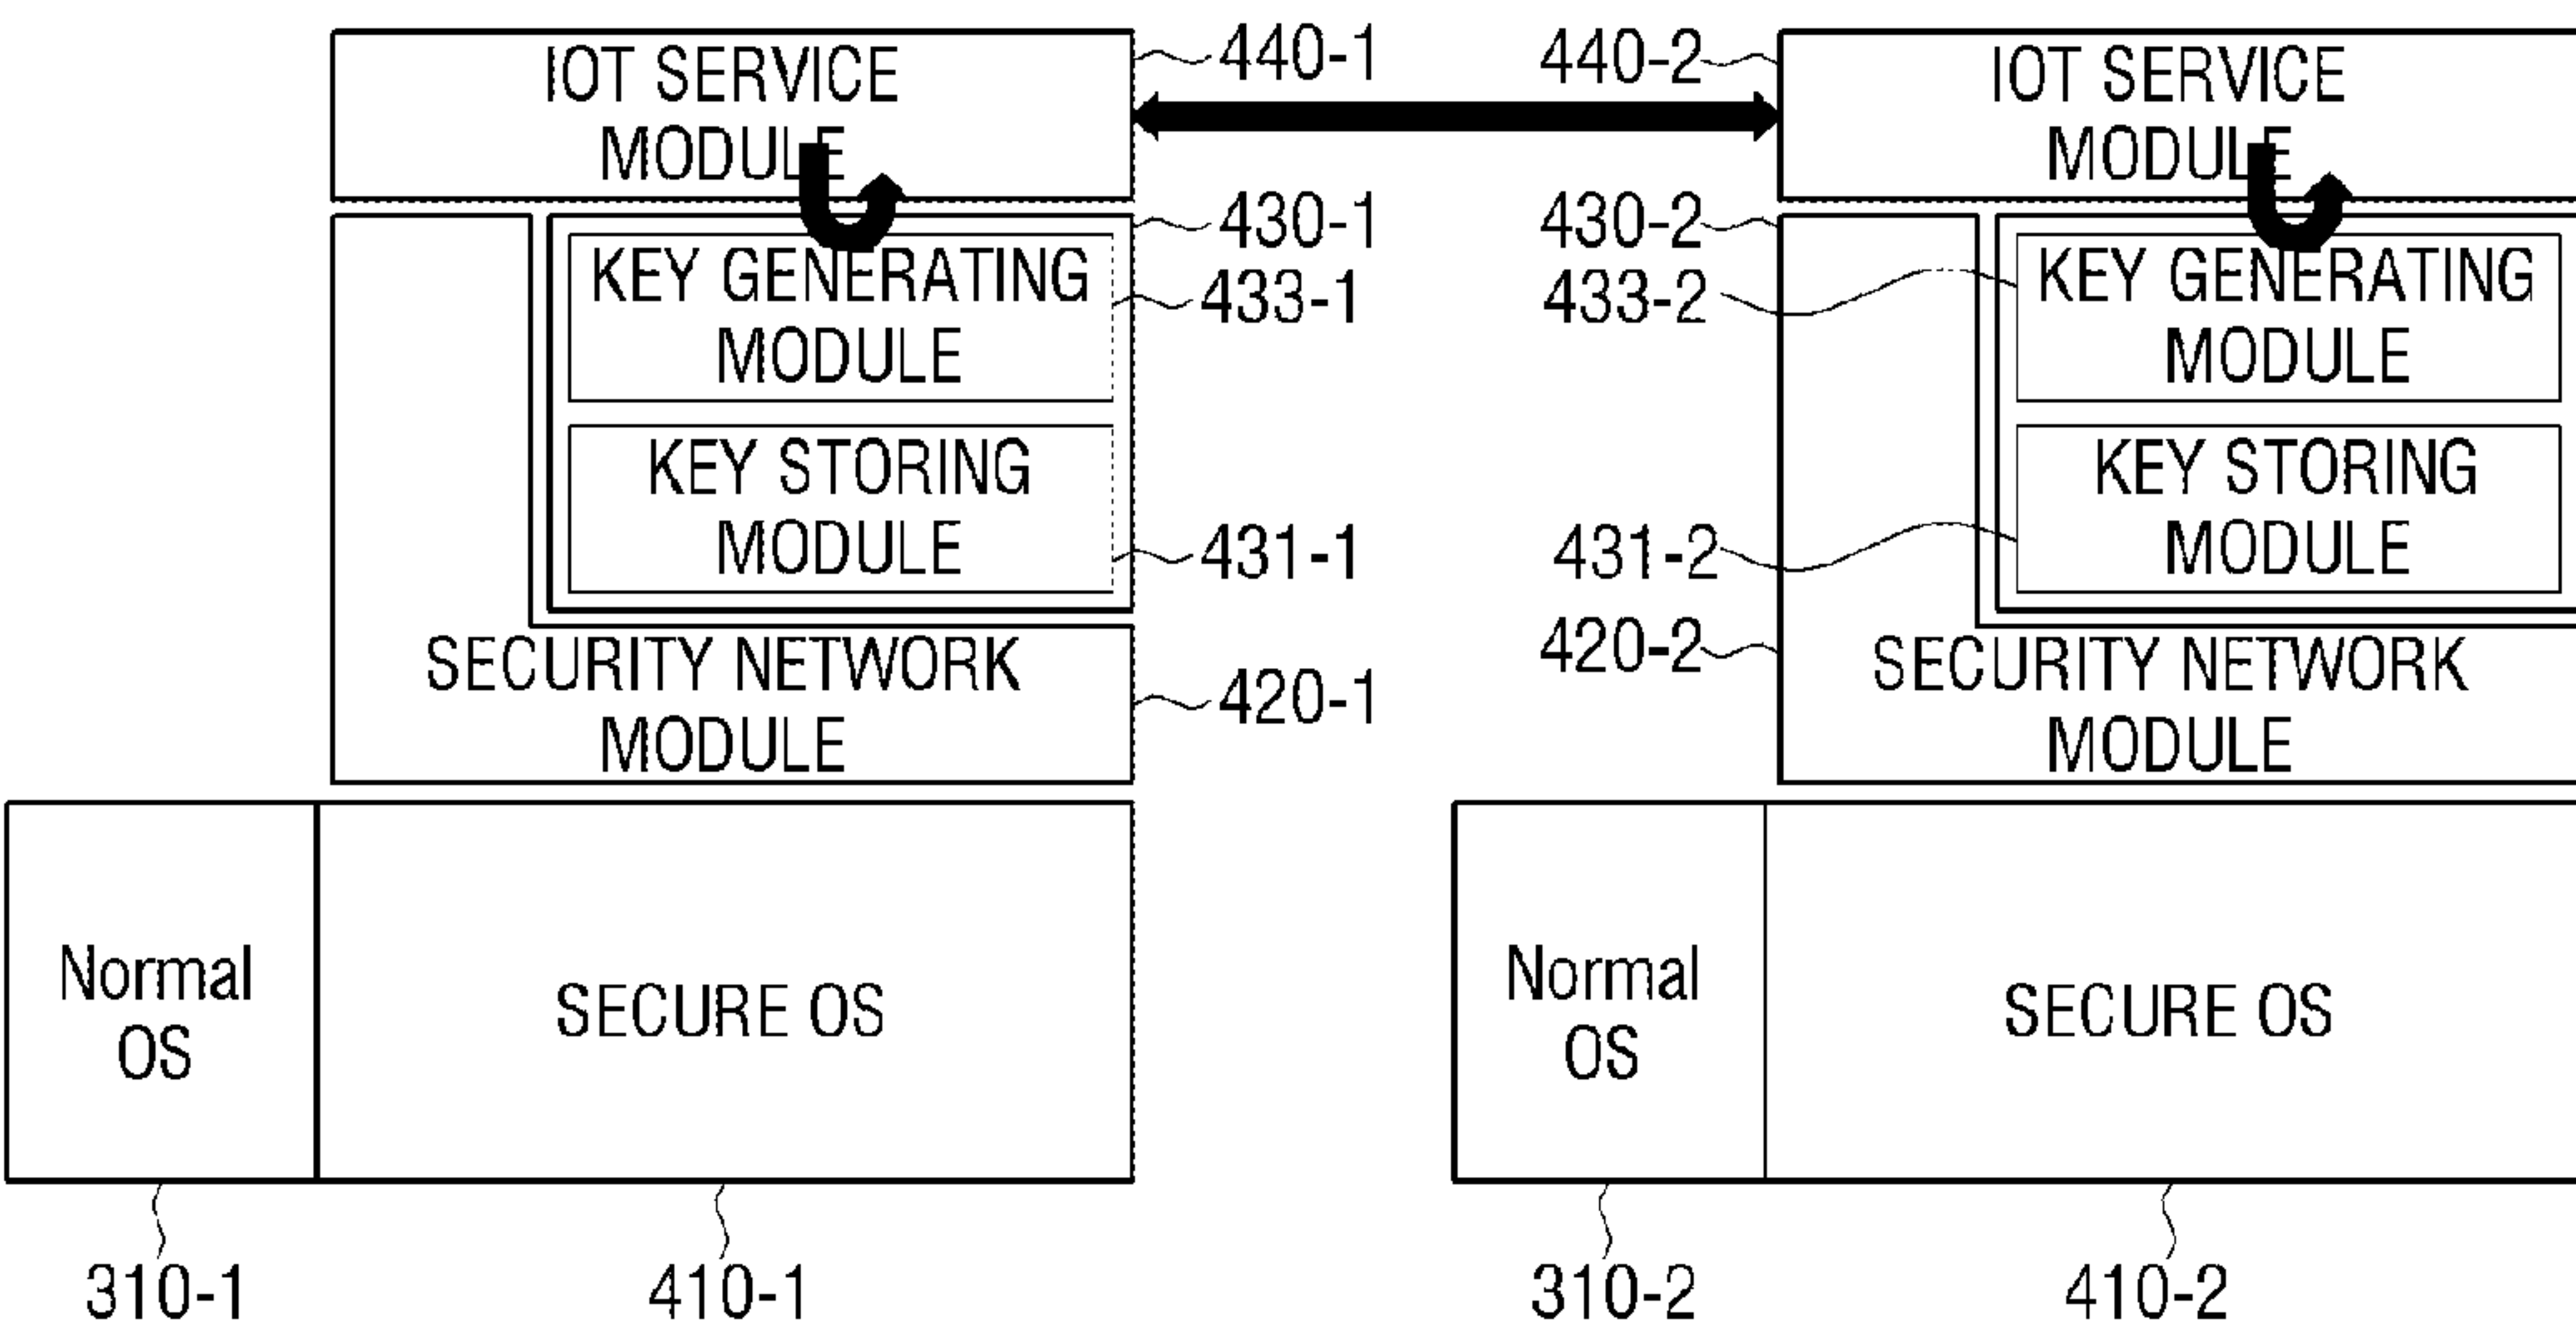 IOT SERVICE
MODULE
440-1
430-1
KEY GENERATING
MODULE
433-1
KEY STORING
MODULE
431-1
SECURITY NETWORK
MODULE
420-1
Normal
OS
SECURE OS
310-1
410-1
440-2
IOT SERVICE
MODULE
430-2
433-2
KEY GENERATING
MODULE
KEY STORING
MODULE
431-2
420-2
SECURITY NETWORK
MODULE
Normal
OS
SECURE OS
310-2
410-2